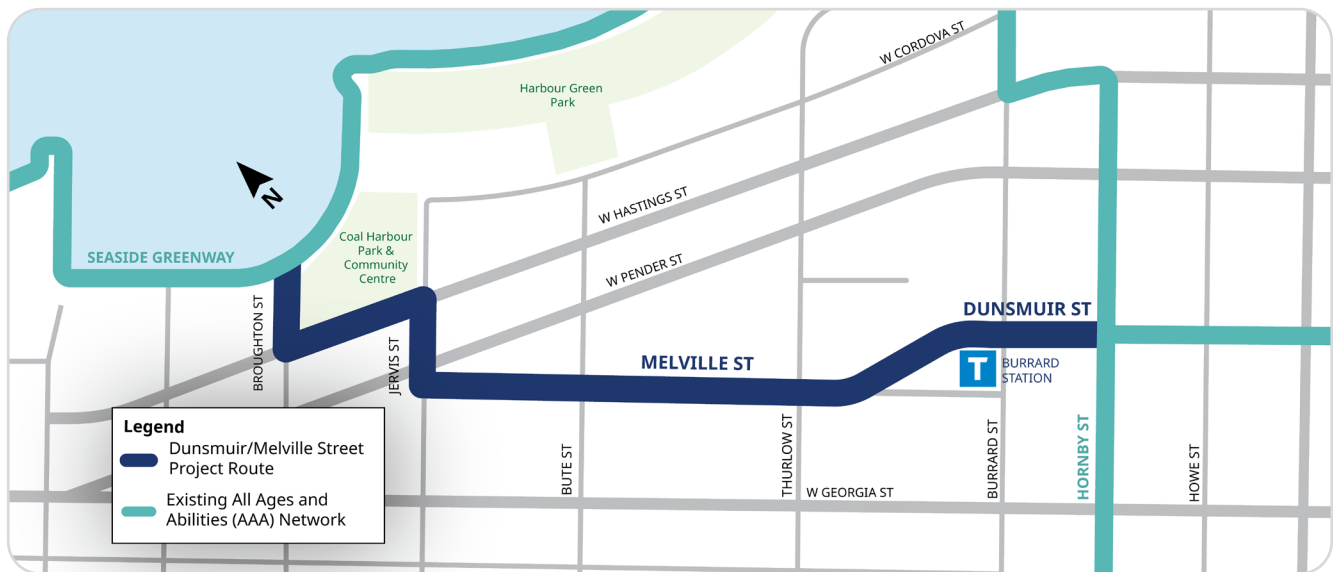 W CORDOVA ST
Harbour Green
Park
W HASTINGS ST
N
Coal Harbour
Park &
Community
Centre
SEASIDE GREENWAY
W PENDER ST
BROUGHTON ST
JERVIS ST
DUNSMUIR ST
MELVILLE ST
T
BURRARD
STATION
Legend
Dunsmuir/Melville Street
Project Route
Existing All Ages and
Abilities (AAA) Network
BUTE ST
THURLOW ST
W GEORGIA ST
BURRARD ST
HORNBY ST
HOWE ST